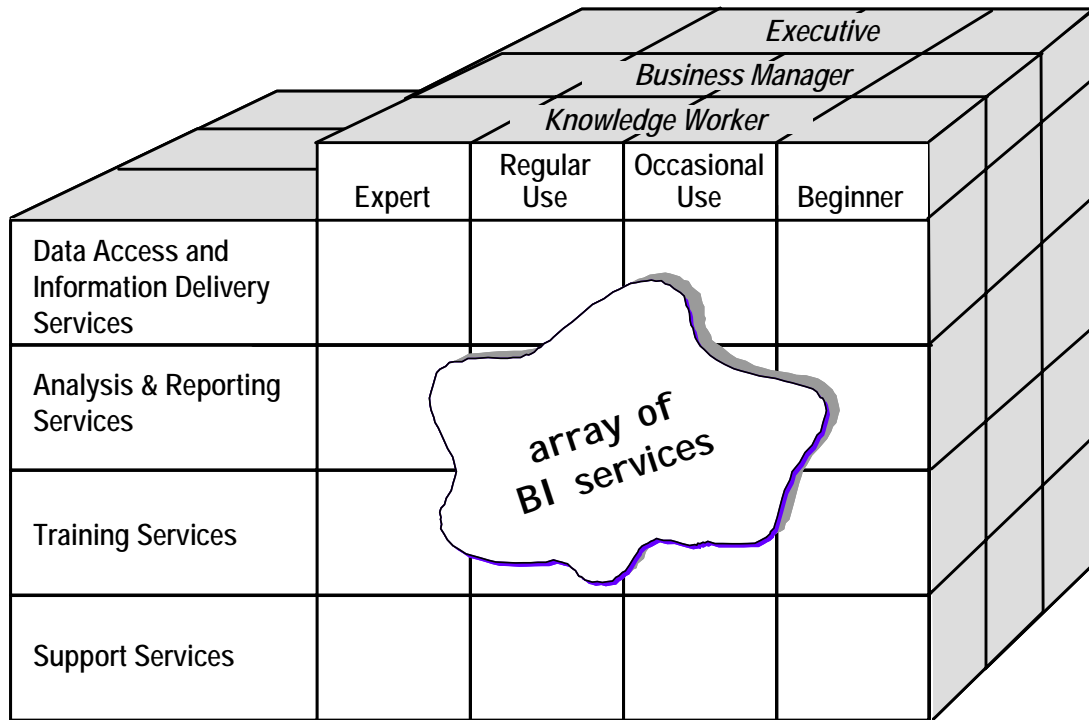 Executive
Business Manager
Knowledge Worker
Expert
Regular
Use
Occasional
Use
Beginner
Data Access and
Information Delivery
Services
Analysis & Reporting
Services
Training Services
Support Services
array of
BI services